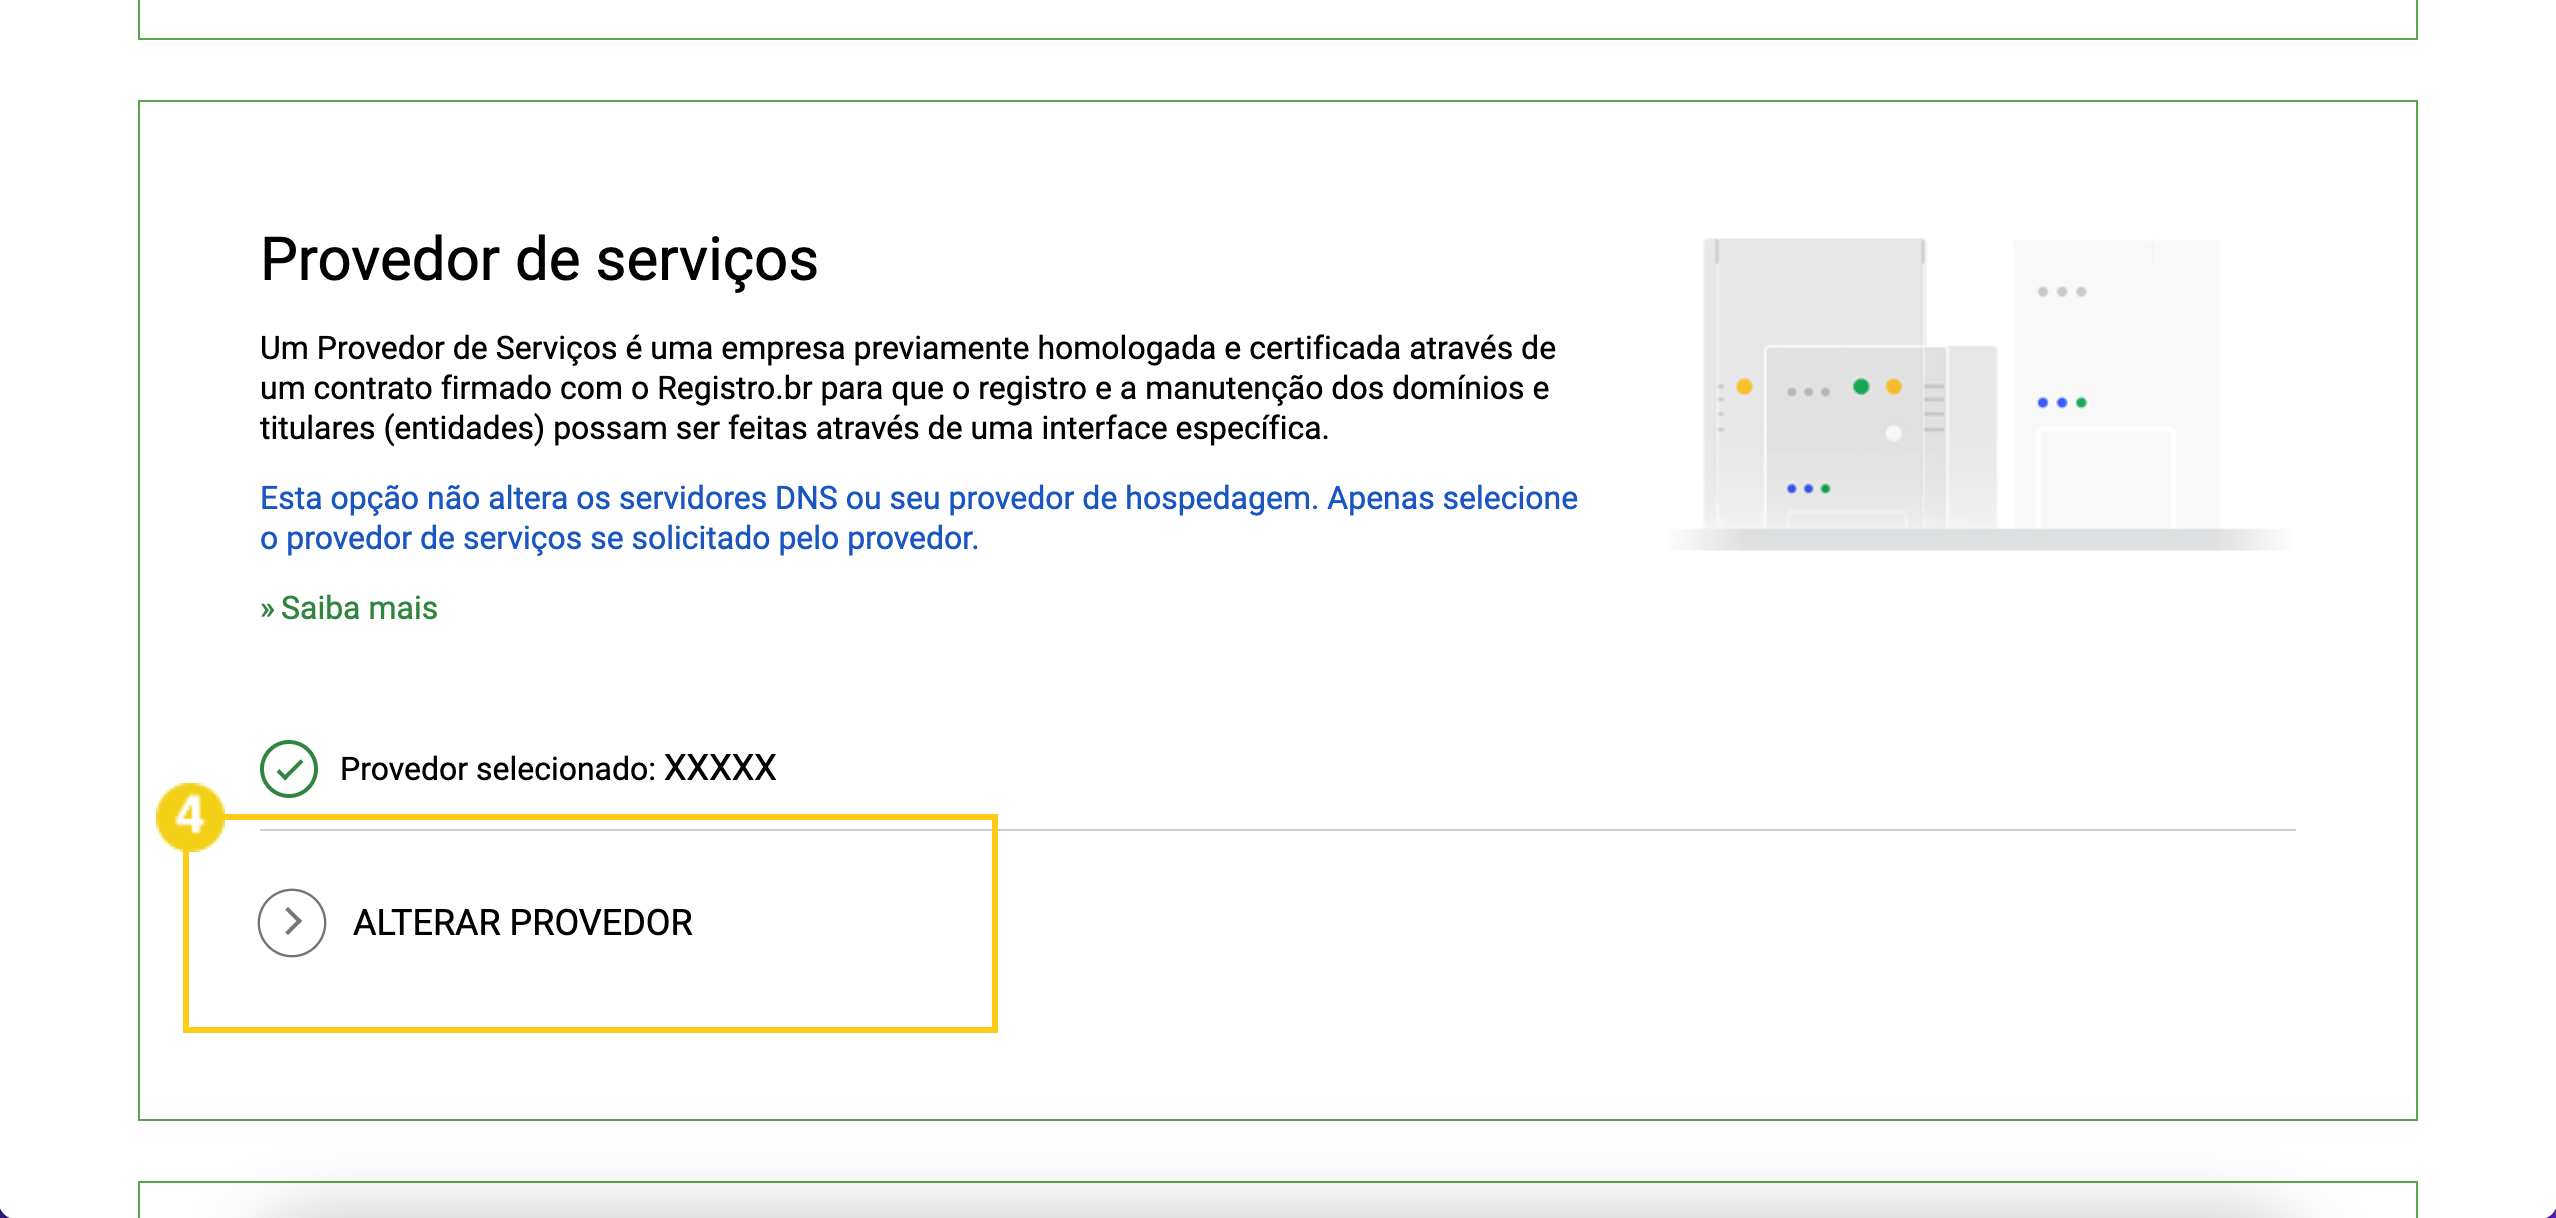 Provedor de serviços
Um Provedor de Serviços é uma empresa previamente homologada e certificada através de
um contrato firmado com o Registro.br para que o registro e a manutenção dos domínios e
titulares (entidades) possam ser feitas através de uma interface específica.
Esta opção não altera os servidores DNS ou seu provedor de hospedagem. Apenas selecione
o provedor de serviços se solicitado pelo provedor.
» Saiba mais
Provedor selecionado: XXXXX
4
ALTERAR PROVEDOR